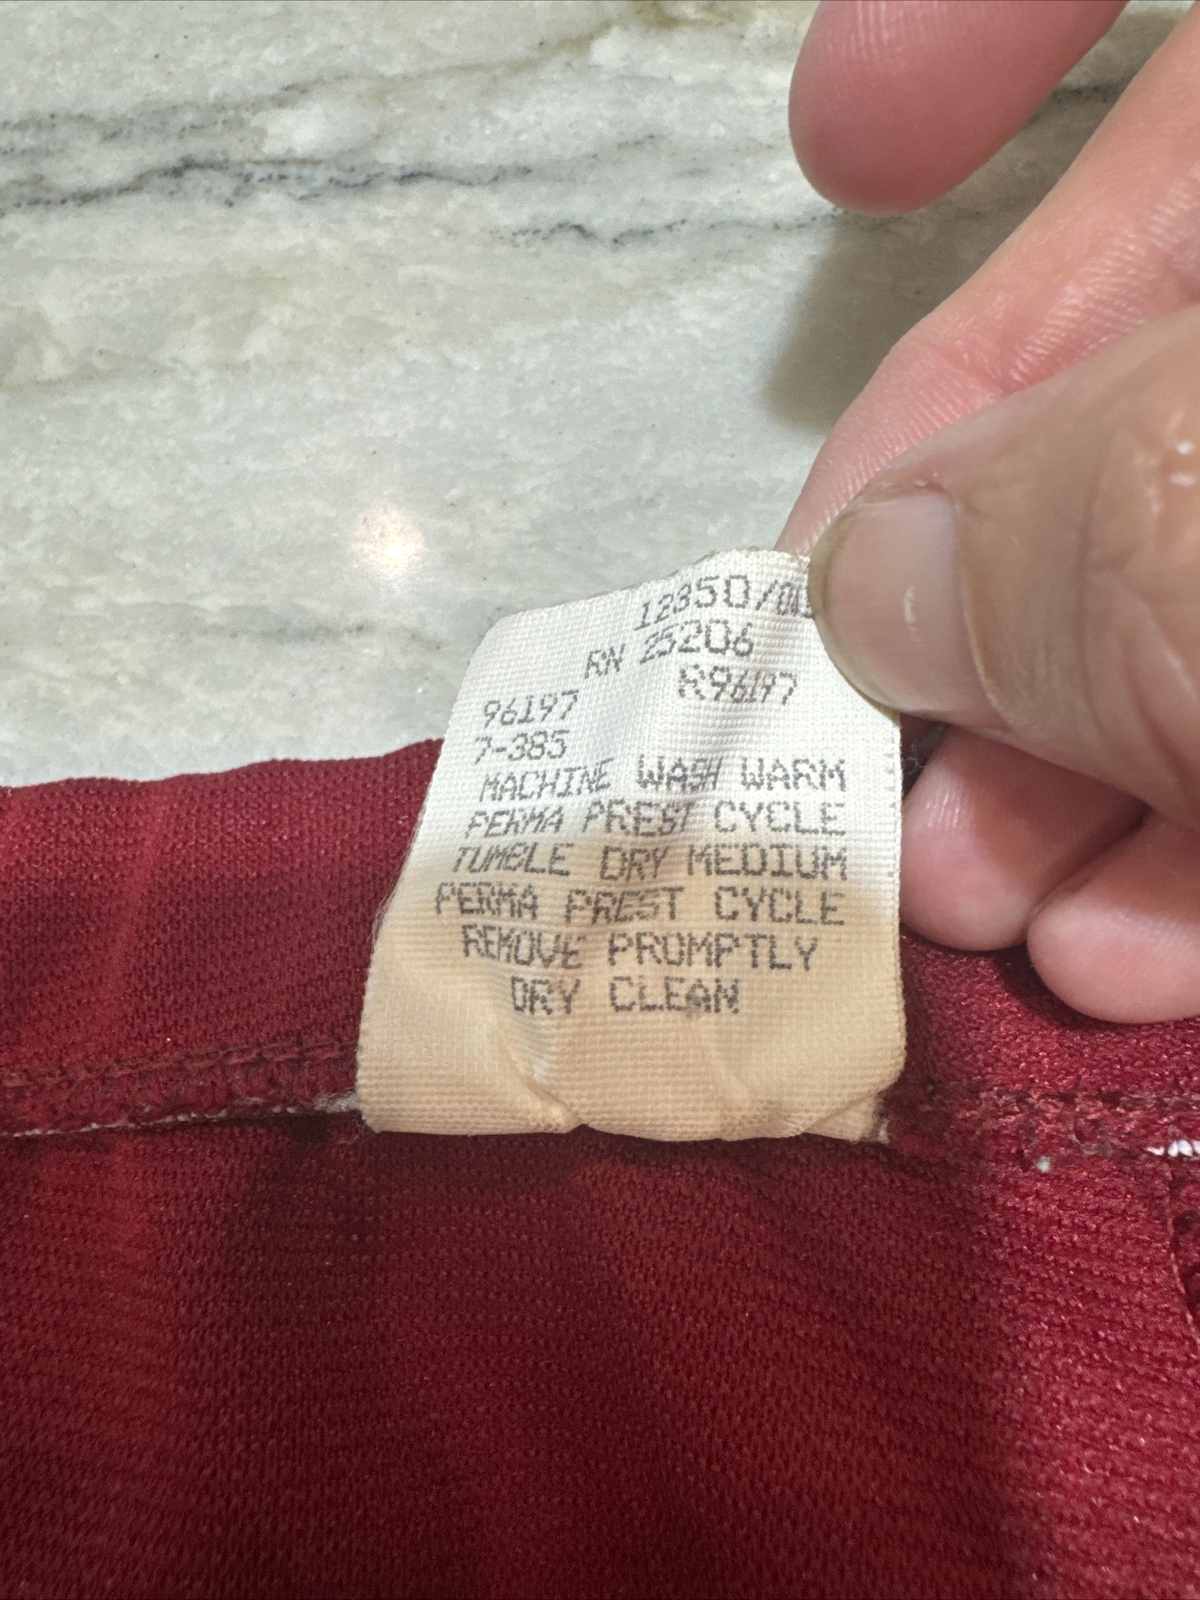 12350/
RN 25206
96197 R96197
7-385
MACHINE WASH WARM
PERMA PREST CYCLE
TUMBLE DRY MEDIUM
PERMA PREST CYCLE
REMOVE PROMPTLY
DRY CLEAN